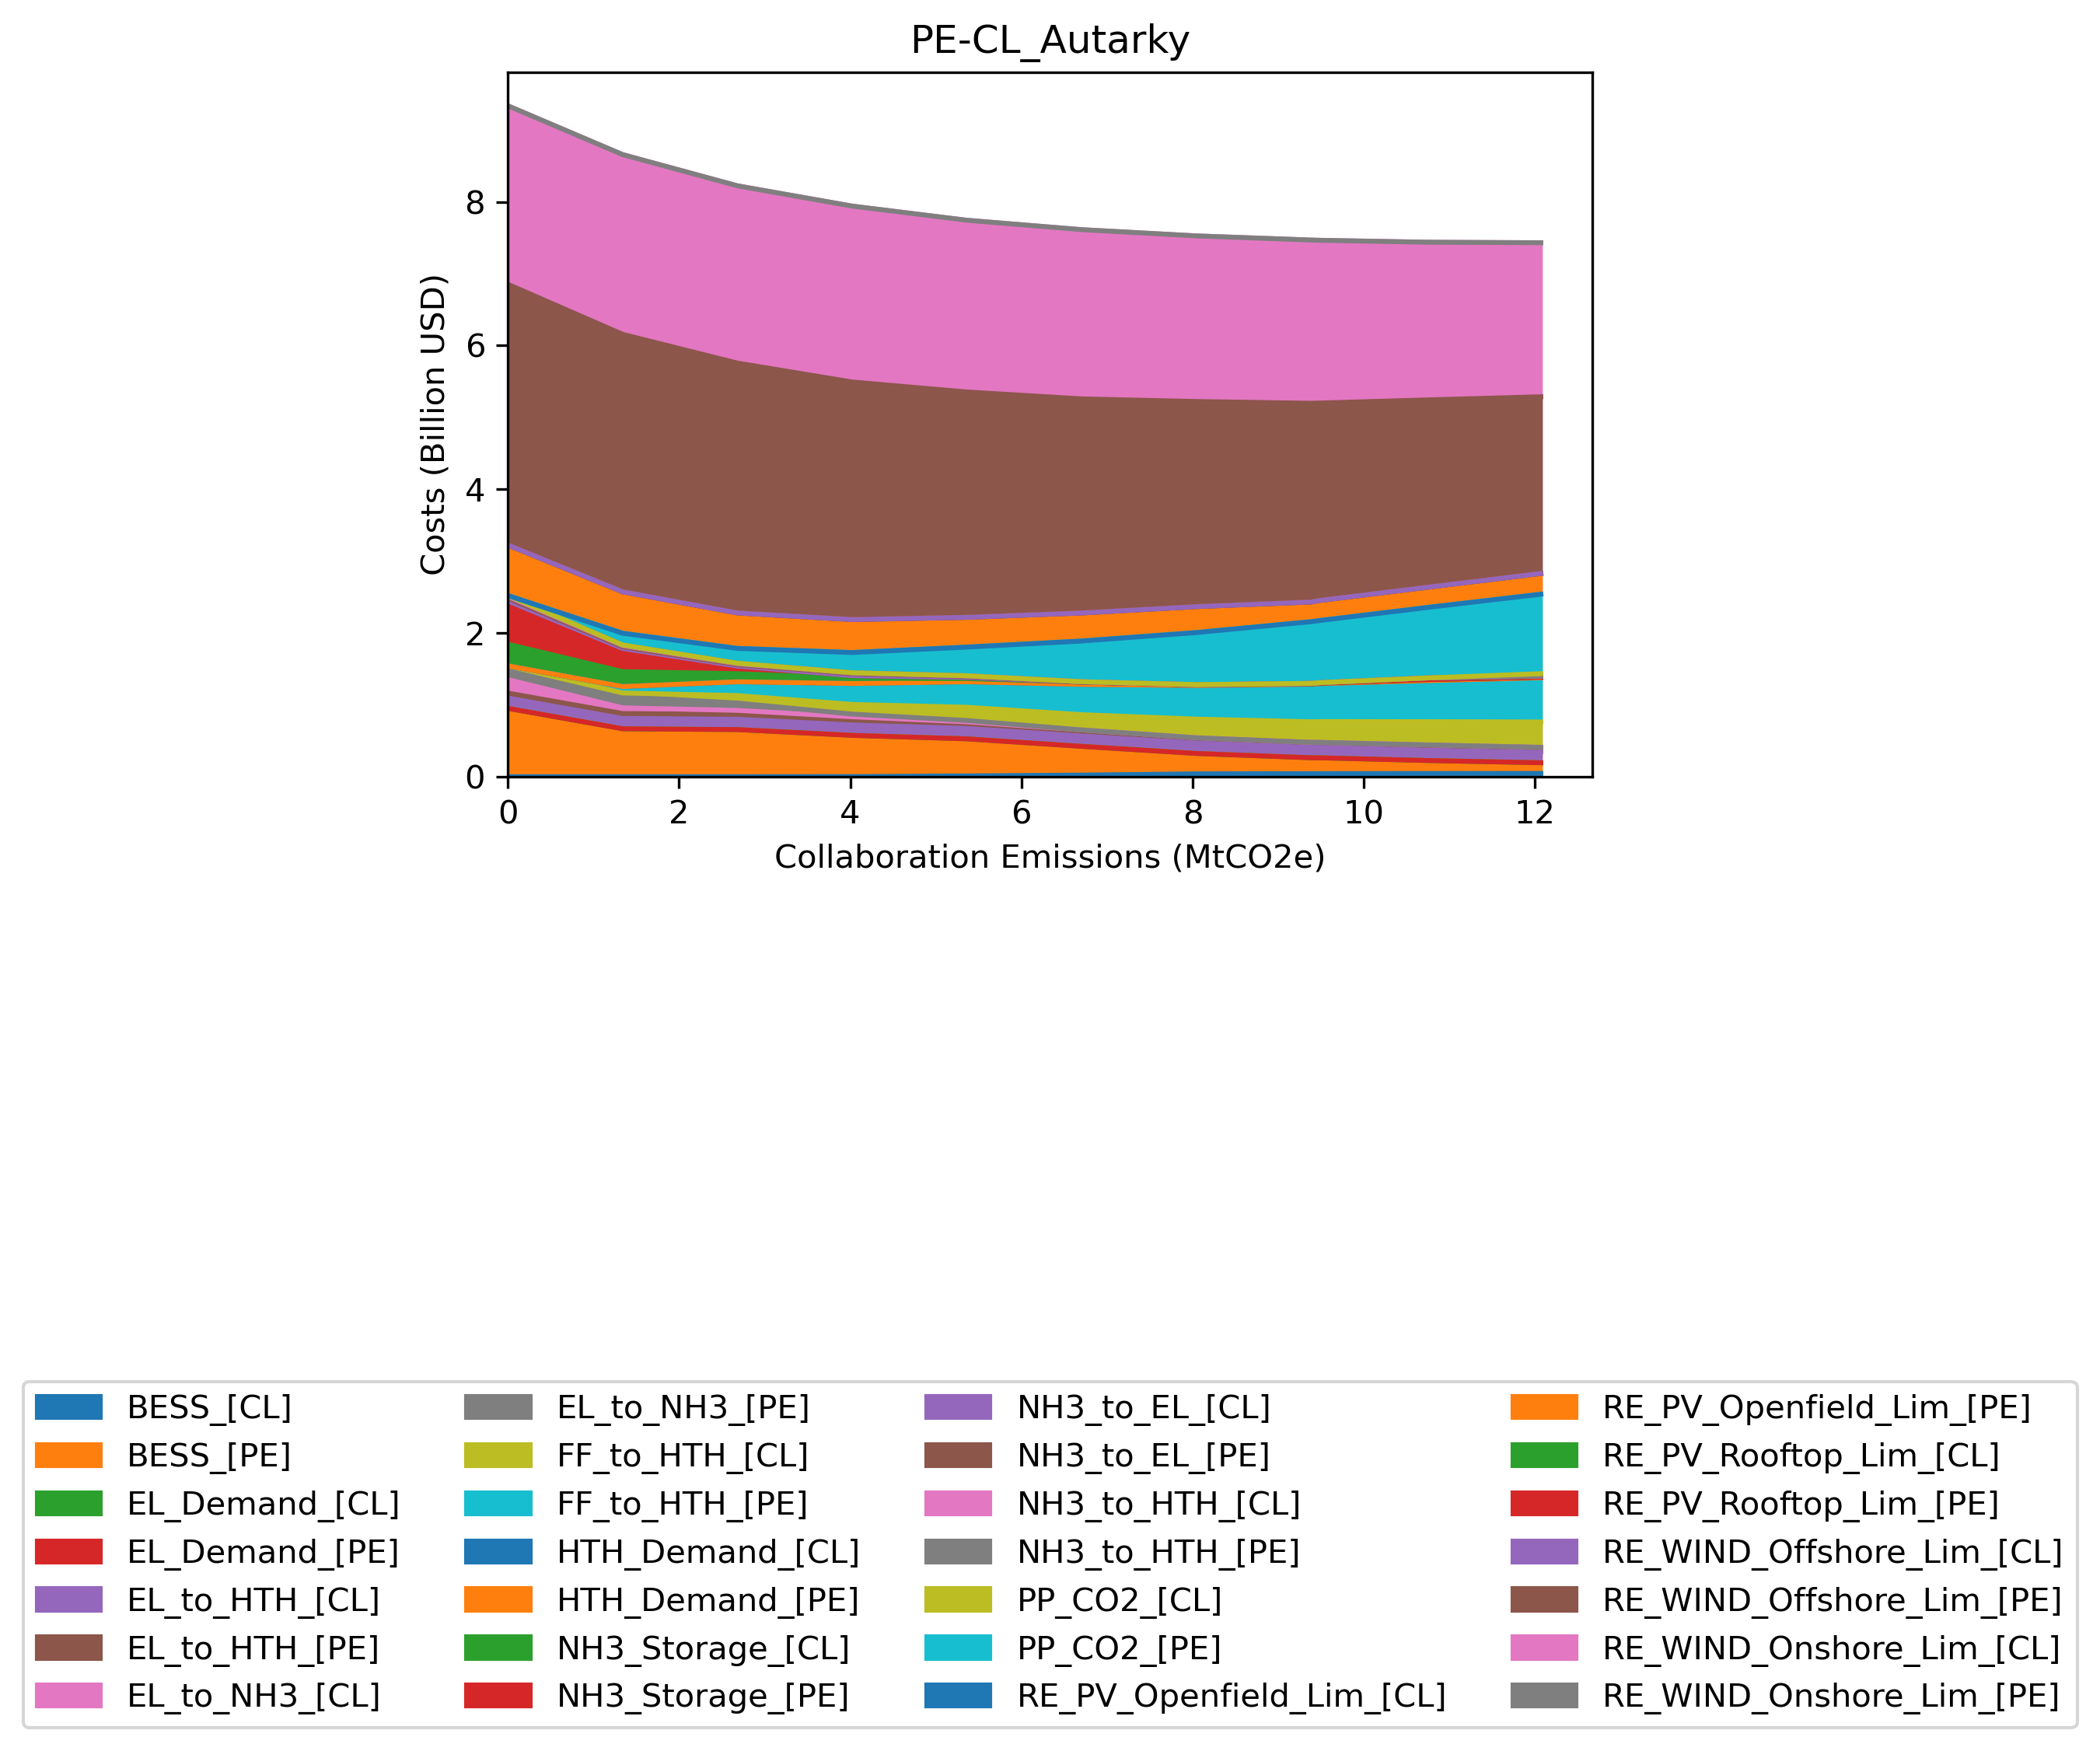 PE-CL_Autarky
Costs (Billion USD)
8
6
4
2
0
0 2 4 6 8 10 12
Collaboration Emissions (MtCO2e)
BESS_[CL]
BESS_[PE]
EL_Demand_[CL]
EL_Demand_[PE]
EL_to_HTH_[CL]
EL_to_HTH_[PE]
EL_to_NH3_[CL]
EL_to_NH3_[PE]
FF_to_HTH_[CL]
FF_to_HTH_[PE]
HTH_Demand_[CL]
HTH_Demand_[PE]
NH3_Storage_[CL]
NH3_Storage_[PE]
NH3_to_EL_[CL]
NH3_to_EL_[PE]
NH3_to_HTH_[CL]
NH3_to_HTH_[PE]
PP_CO2_[CL]
PP_CO2_[PE]
RE_PV_Openfield_Lim_[CL]
RE_PV_Openfield_Lim_[PE]
RE_PV_Rooftop_Lim_[CL]
RE_PV_Rooftop_Lim_[PE]
RE_WIND_Offshore_Lim_[CL]
RE_WIND_Offshore_Lim_[PE]
RE_WIND_Onshore_Lim_[CL]
RE_WIND_Onshore_Lim_[PE]